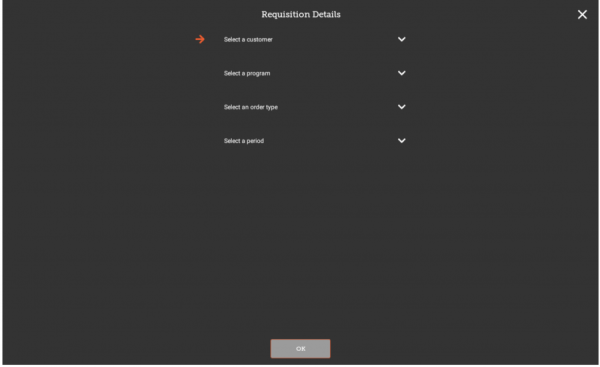 Requisition Details
Select a customer
Select a program
Select an order type
Select a period
OK